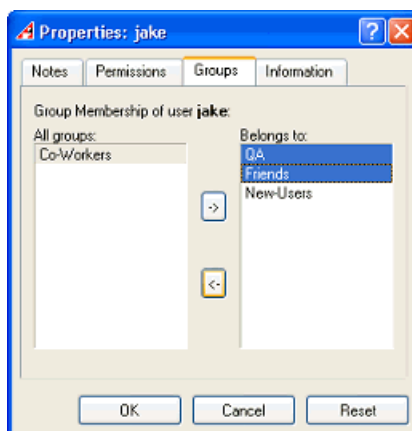 Properties: jake
Notes Permissions Groups Information
Group Membership of user jake:
All groups: Belongs to:
Co-Workers QA
Friends
New-Users
->
<-
OK Cancel Reset